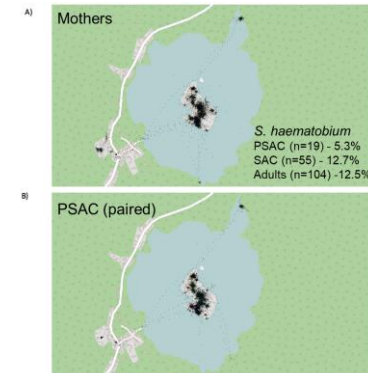 A)
Mothers
S. haematobium
PSAC (n=19) - 5.3%
SAC (n=55) - 12.7%
Adults (n=104) -12.5%
B)
PSAC (paired)